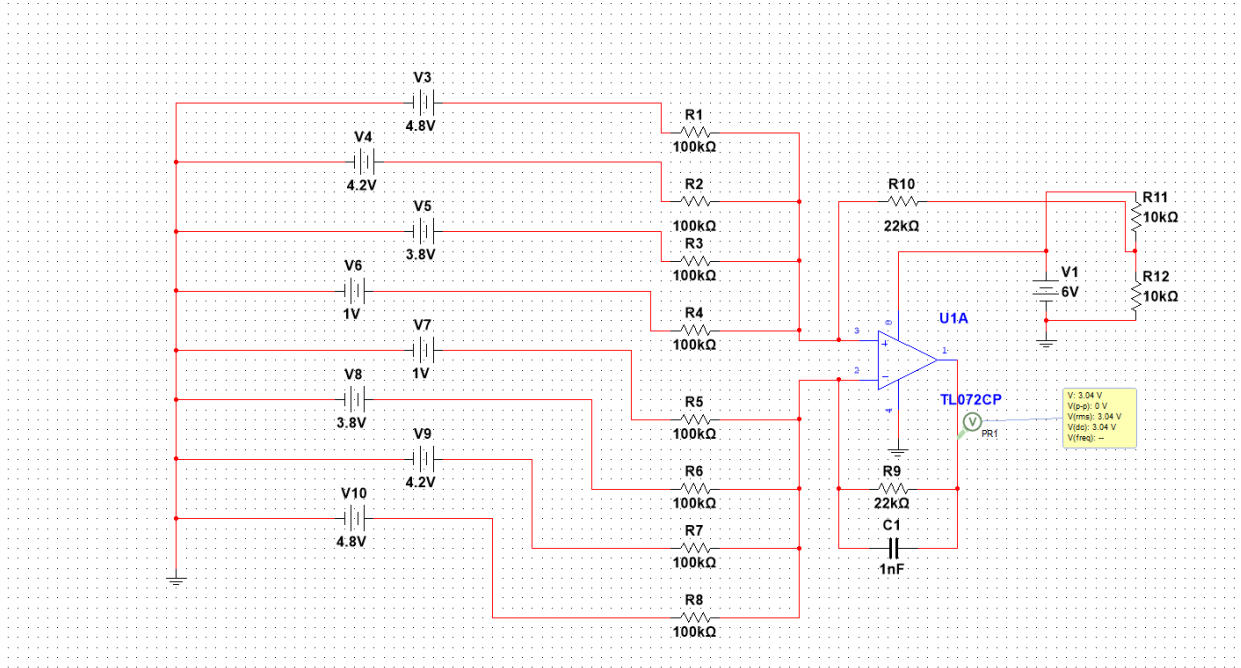 V3
4.8V
V4
4.2V
V5
3.8V
V6
1V
V7
1V
V8
3.8V
V9
4.2V
V10
4.8V
R1
100kΩ
R2
100kΩ
R3
100kΩ
R4
100kΩ
R5
100kΩ
R6
100kΩ
R7
100kΩ
R8
100kΩ
R10
22kΩ
R11
10kΩ
R12
10kΩ
V1
6V
U1A
3
8
+
2
−
1
4
TL072CP
V
PR1
V: 3.04 V
V(p-p): 0 V
V(rms): 3.04 V
V(dc): 3.04 V
V(freq): --
R9
22kΩ
C1
1nF